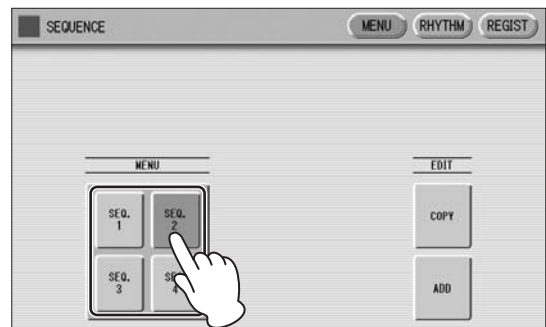 SEQUENCE MENU RHYTHM REGIST
MENU EDIT
SEQ. 1 SEQ. 2 COPY
SEQ. 3 ADD